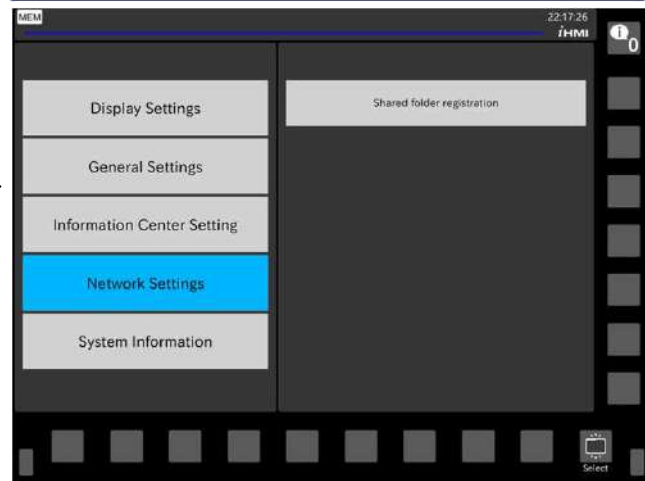 MEM
22:17:26
iHMI
0
Display Settings
Shared folder registration
General Settings
Information Center Setting
Network Settings
System Information
Select